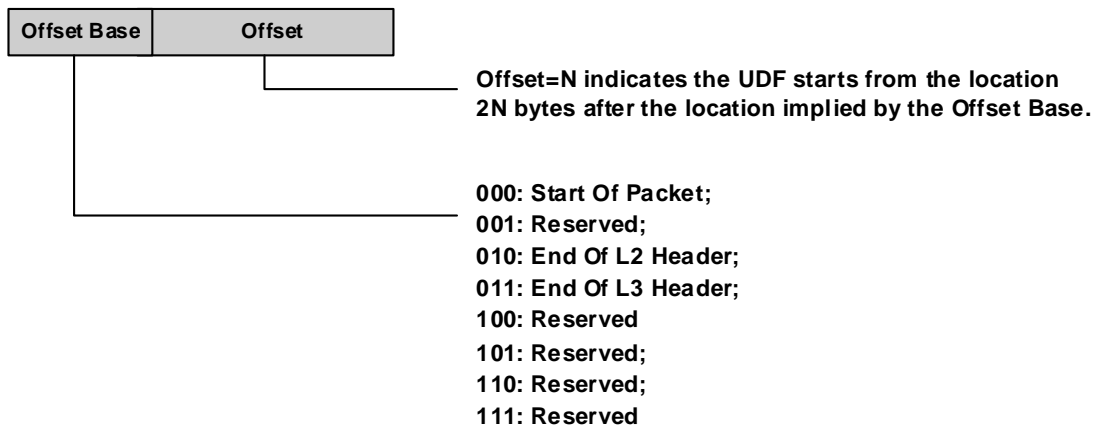 Offset Base Offset
Offset=N indicates the UDF starts from the location
2N bytes after the location implied by the Offset Base.
000: Start Of Packet;
001: Reserved;
010: End Of L2 Header;
011: End Of L3 Header;
100: Reserved
101: Reserved;
110: Reserved;
111: Reserved